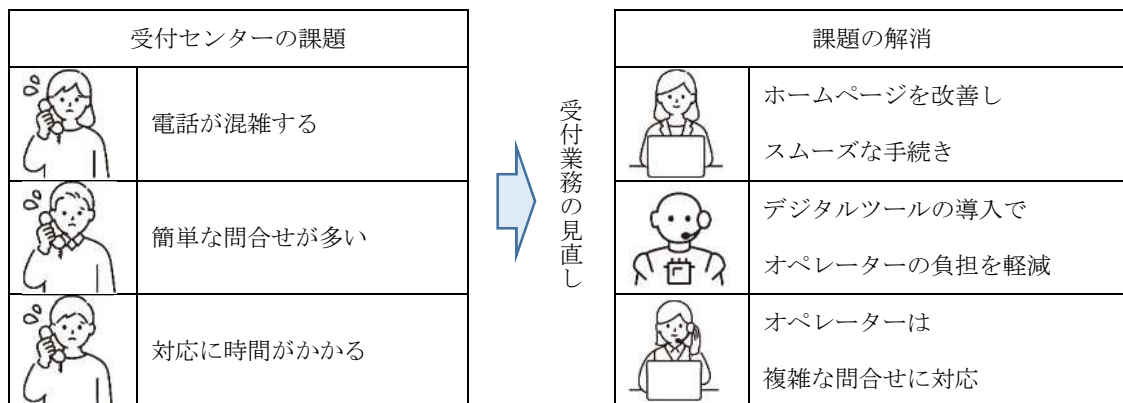 受付センターの課題
電話が混雑する
簡単な問合せが多い
対応に時間がかかる
受付業務の見直し
課題の解消
ホームページを改善し
スムーズな手続き
デジタルツールの導入で
オペレーターの負担を軽減
オペレーターは
複雑な問合せに対応